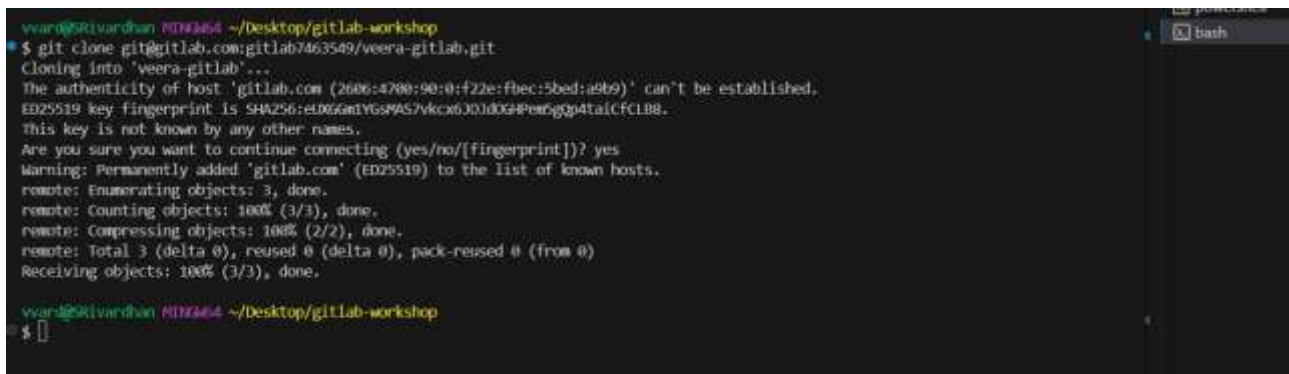 powershell
bash
vvard@SRivardhan MINGW64 ~/Desktop/gitlab-workshop
$ git clone git@gitlab.com:gitlab7463549/veera-gitlab.git
Cloning into 'veera-gitlab'...
The authenticity of host 'gitlab.com (2606:4700:90:0:f22e:fbec:5bed:a9b9)' can't be established.
ED25519 key fingerprint is
This key is not known by any other names.
Are you sure you want to continue connecting (yes/no/[fingerprint])? yes
Warning: Permanently added 'gitlab.com' (ED25519) to the list of known hosts.
remote: Enumerating objects: 3, done.
remote: Counting objects: 100% (3/3), done.
remote: Compressing objects: 100% (2/2), done.
remote: Total 3 (delta 0), reused 0 (delta 0), pack-reused 0 (from 0)
Receiving objects: 100% (3/3), done.
vvard@SRivardhan MINGW64 ~/Desktop/gitlab-workshop
$